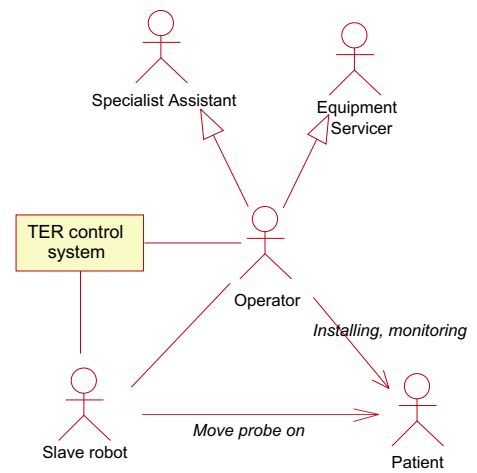 Specialist Assistant
Equipment
Servicer
TER control
system
Operator
Installing, monitoring
Move probe on
Slave robot
Patient